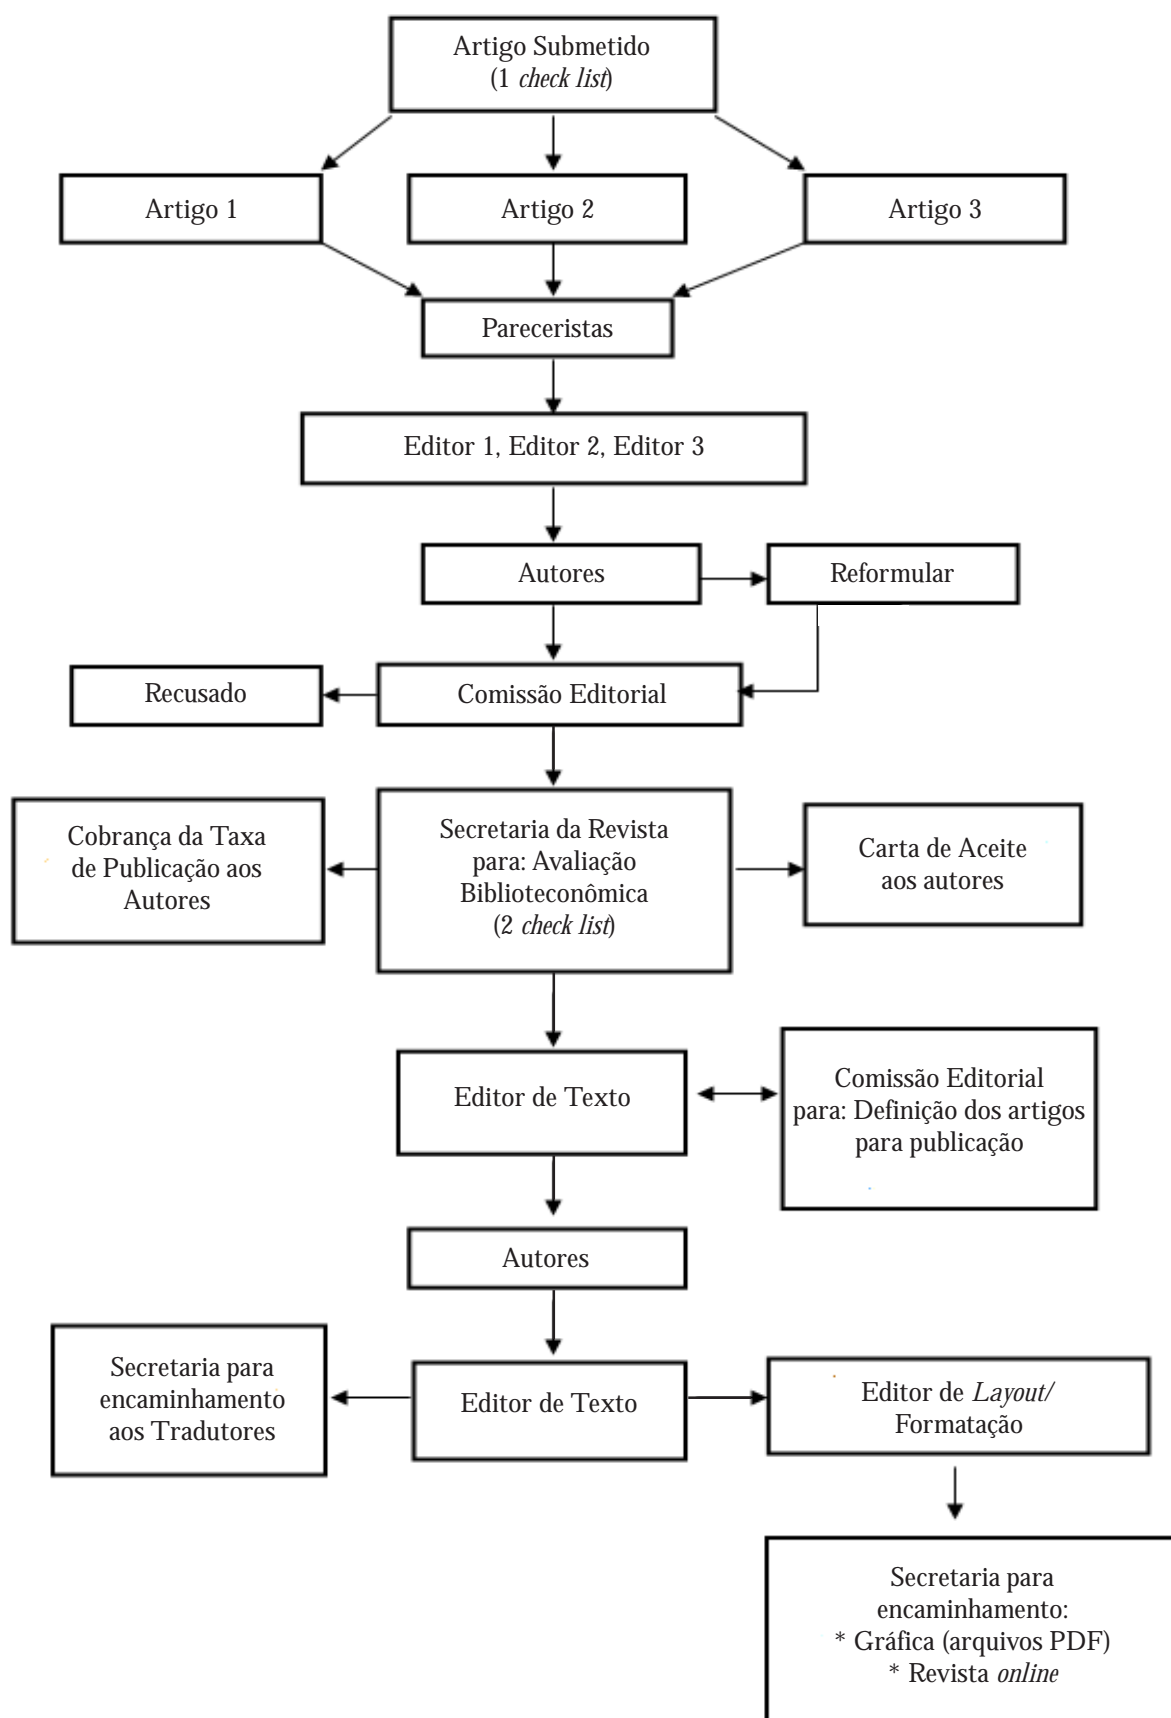 Artigo Submetido
(1 check list)
Artigo 1
Artigo 2
Artigo 3
Pareceristas
Editor 1, Editor 2, Editor 3
Autores
Reformular
Recusado
Comissão Editorial
Cobrança da Taxa
de Publicação aos
Autores
Secretaria da Revista
para: Avaliação
Biblioteconômica
(2 check list)
Carta de Aceite
aos autores
Editor de Texto
Comissão Editorial
para: Definição dos artigos
para publicação
Autores
Secretaria para
encaminhamento
aos Tradutores
Editor de Texto
Editor de Layout/
Formatação
Secretaria para
encaminhamento:
* Gráfica (arquivos PDF)
* Revista online